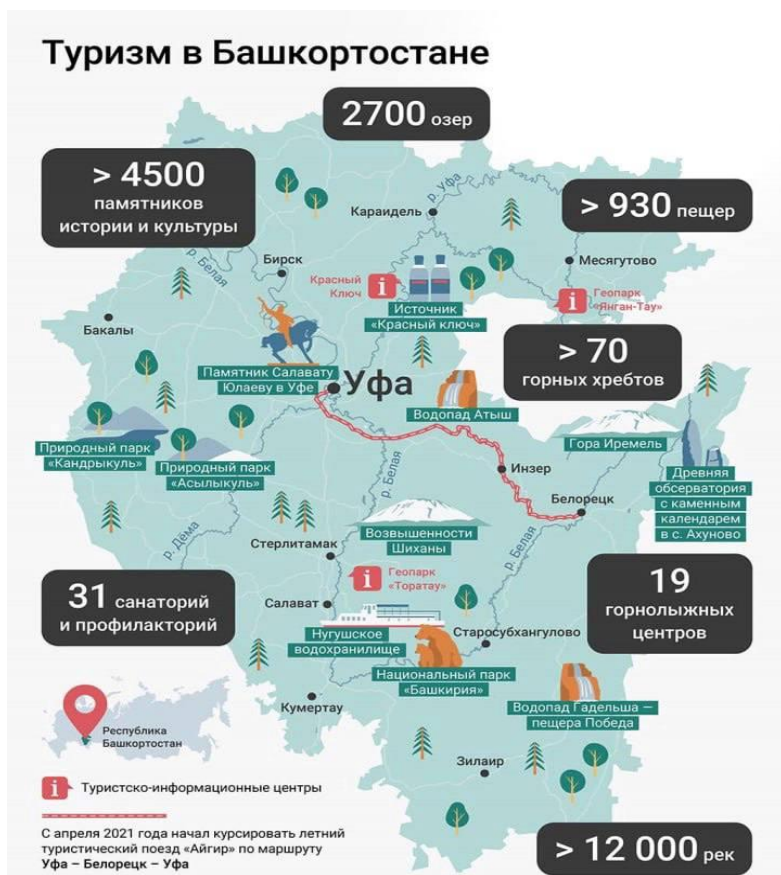 Туризм в Башкортостане
2700 озер
> 4500
памятников
истории и культуры
р. Уфа
Караидель
> 930 пещер
р. Белая
Бирск
Месягутово
Красный
Ключ
Источник
«Красный ключ»
Геопарк
«Янган-Тау»
Бакалы
> 70
горных хребтов
Памятник Салавату
Юлаеву в Уфе
Уфа
Водопад Атыш
Природный парк
«Кандрыкуль»
Природный парк
«Асылыкуль»
Гора Иремель
р. Белая
Инзер
Древняя
обсерватория
с каменным
календарем
в с. Ахуново
Белорецк
р. Дёма
Возвышенности
Шиханы
р. Белая
Стерлитамак
Геопарк
«Торатау»
31 санаторий
и профилакторий
Салават
19
горнолыжных
центров
Нугушское
водохранилище
Старосубхангулово
Национальный парк
«Башкирия»
Кумертау
Водопад Гадельша –
пещера Победа
Республика
Башкортостан
Зилаир
Туристско-информационные центры
С апреля 2021 года начал курсировать летний
туристический поезд «Айгир» по маршруту
Уфа – Белорецк – Уфа
> 12 000 рек